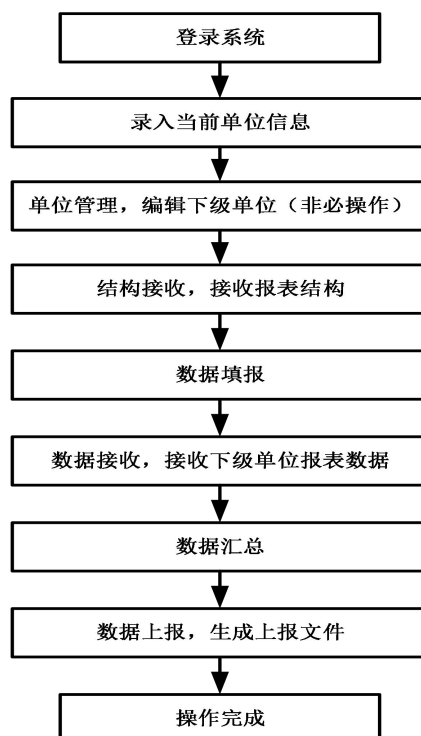 登录系统
录入当前单位信息
单位管理，编辑下级单位（非必操作）
结构接收，接收报表结构
数据填报
数据接收，接收下级单位报表数据
数据汇总
数据上报，生成上报文件
操作完成